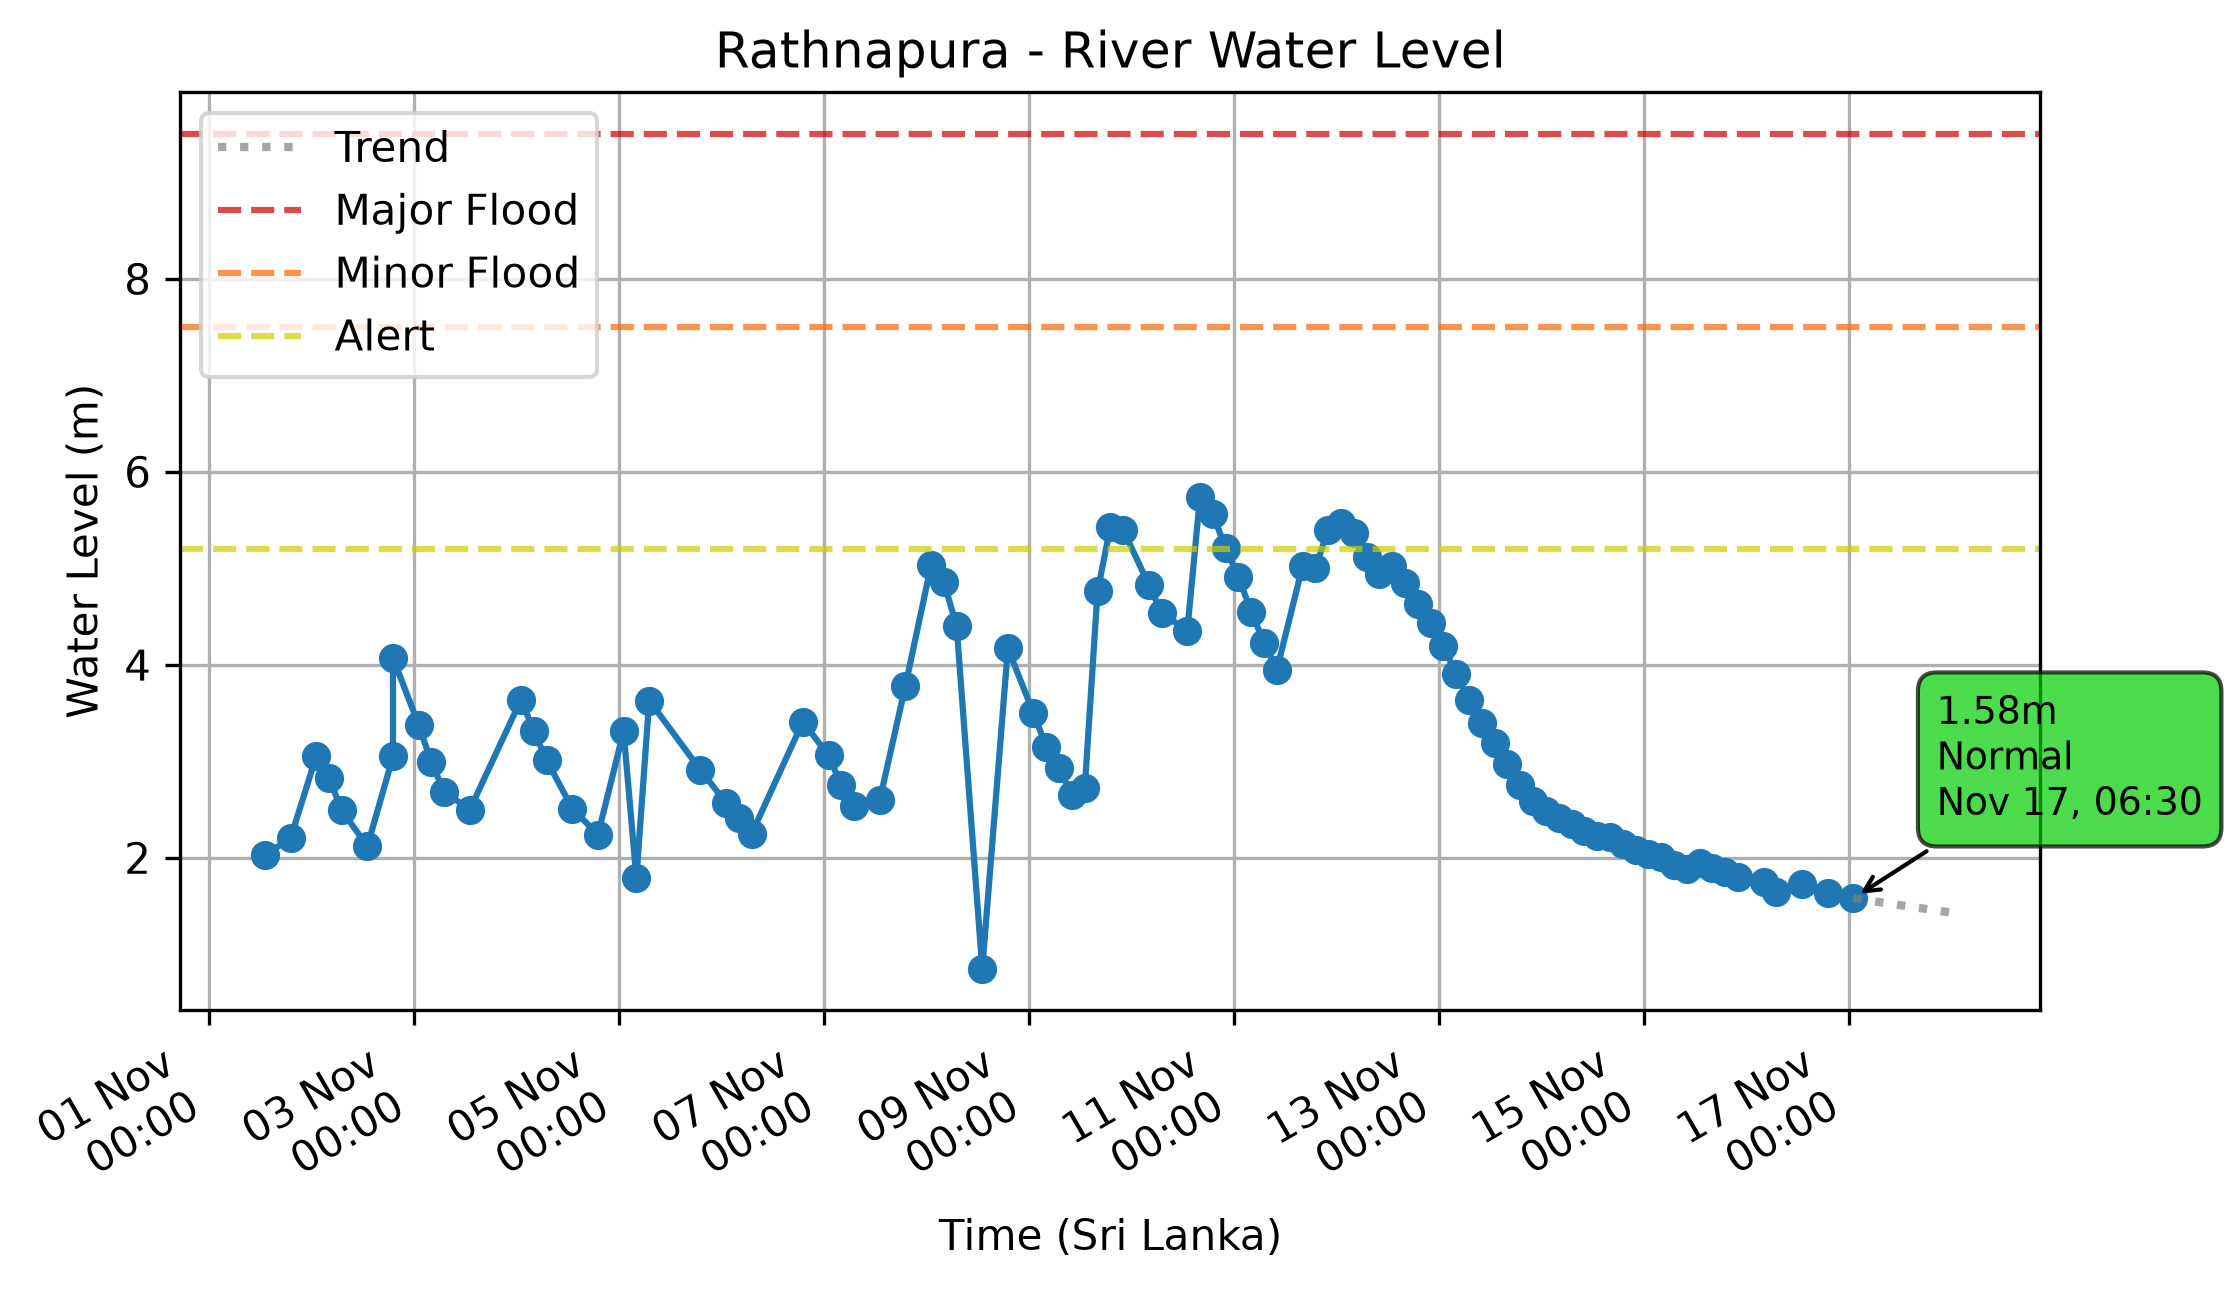 Rathnapura - River Water Level
Trend
Major Flood
Minor Flood
Alert
Water Level (m)
8
6
4
2
1.58m
Normal
Nov 17, 06:30
01 Nov
00:00
03 Nov
00:00
05 Nov
00:00
07 Nov
00:00
09 Nov
00:00
11 Nov
00:00
13 Nov
00:00
15 Nov
00:00
17 Nov
00:00
Time (Sri Lanka)